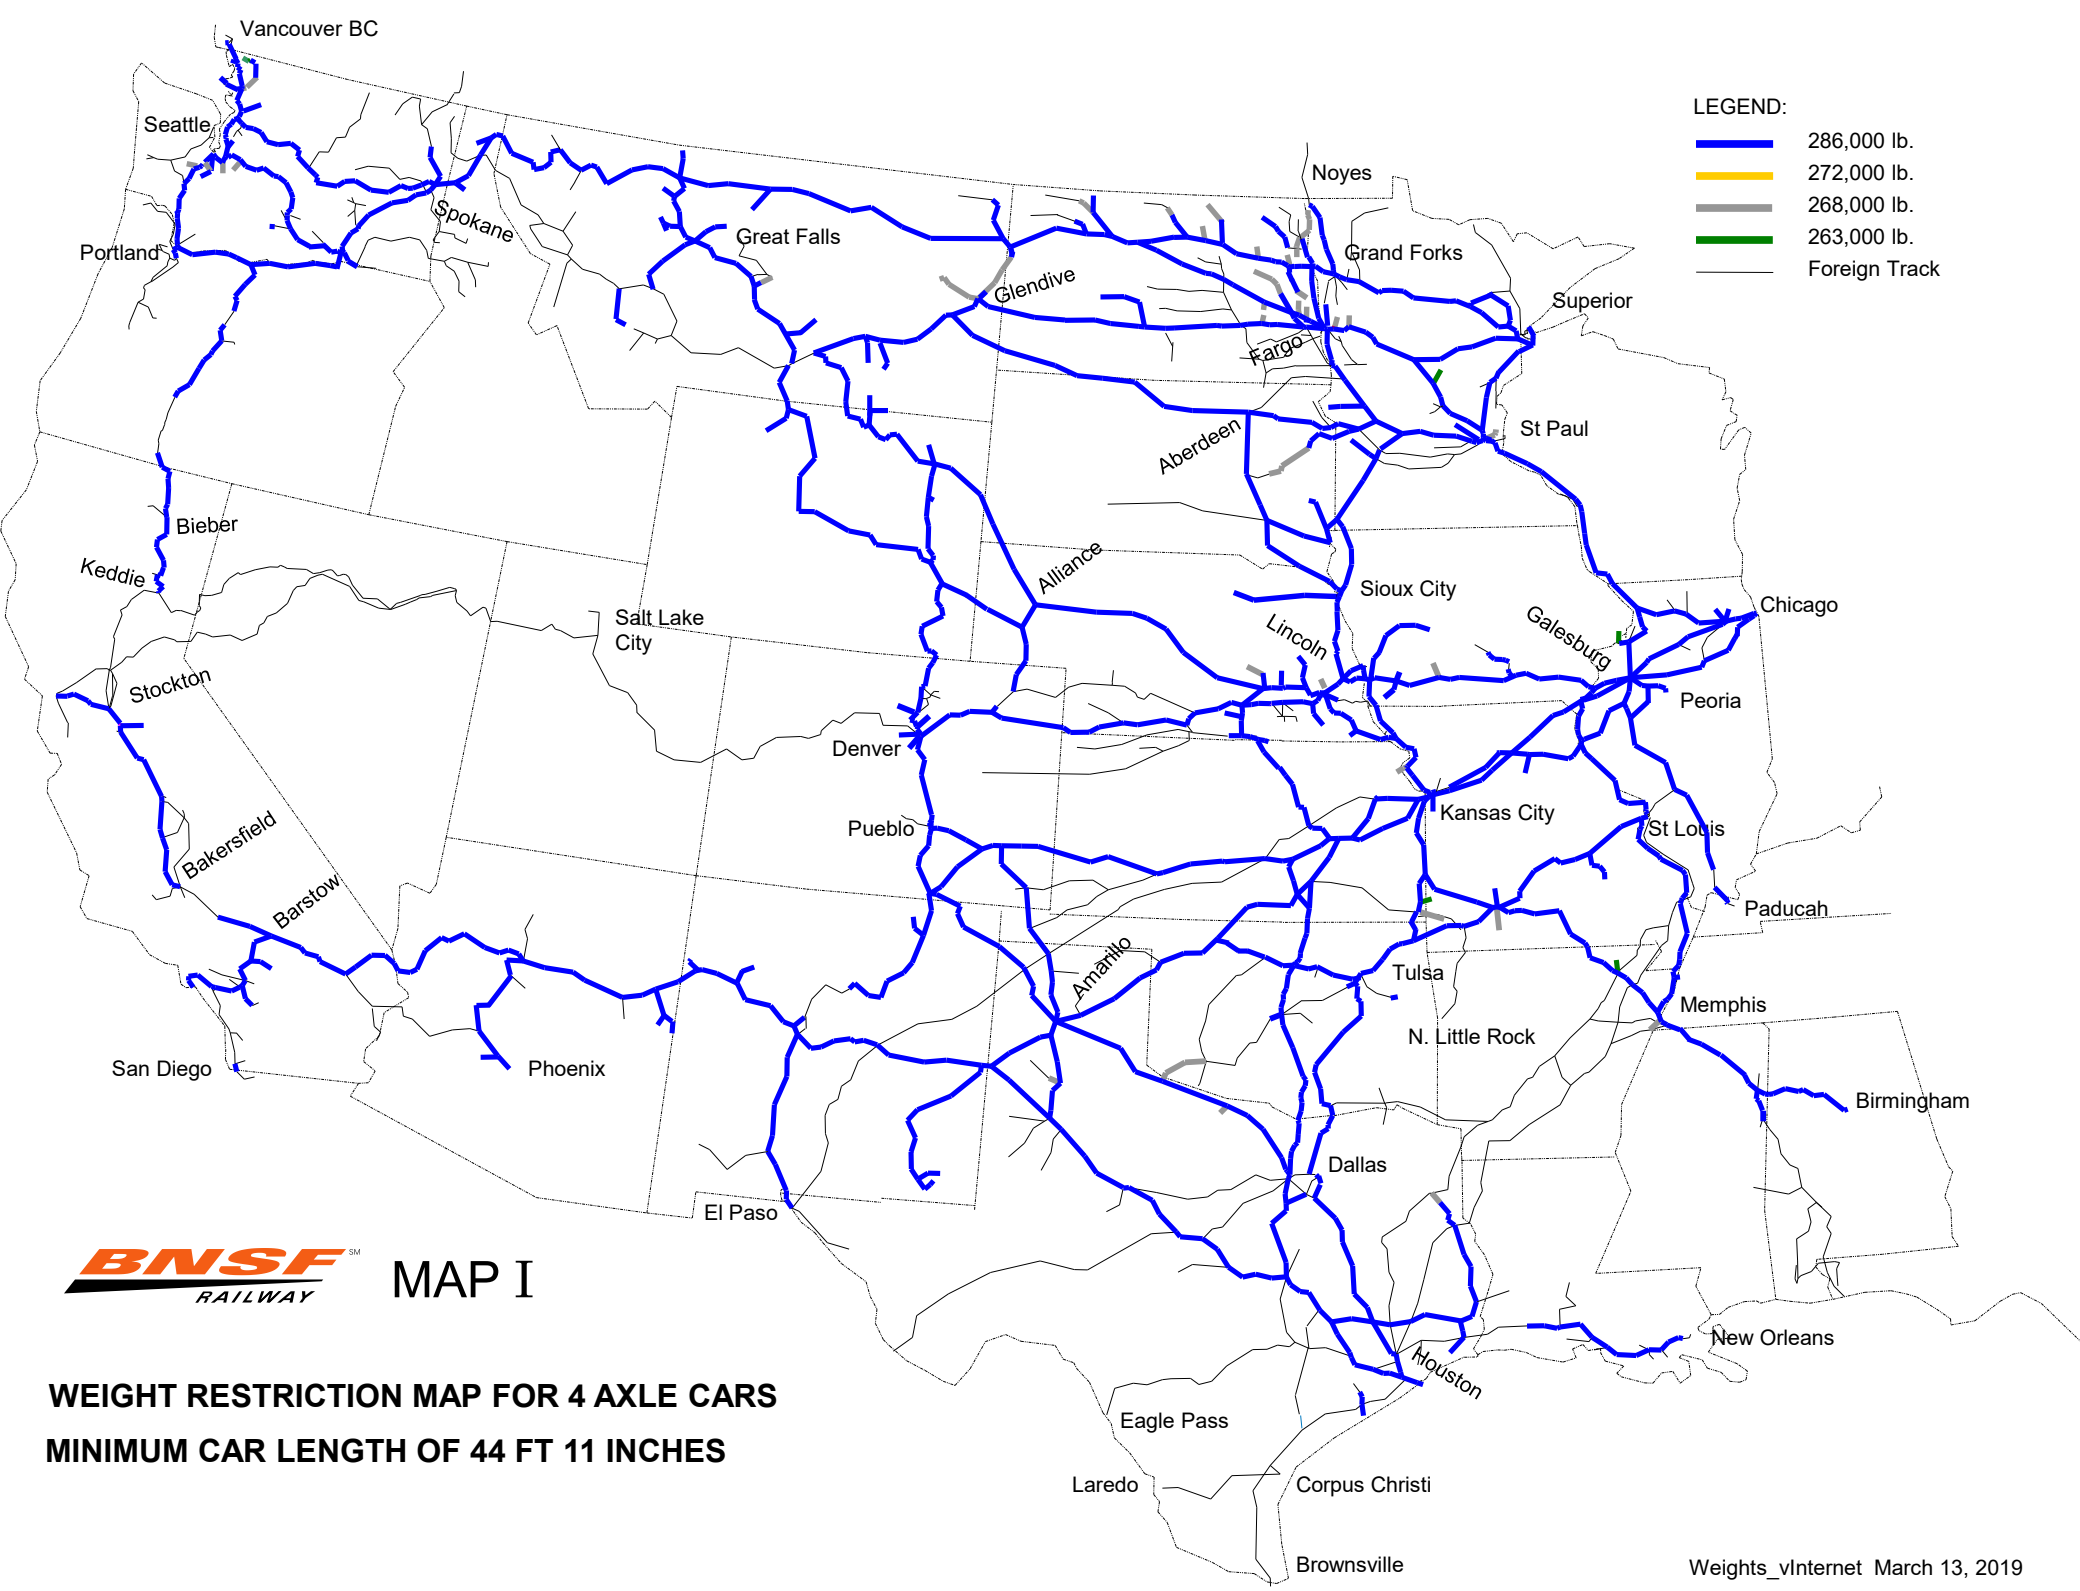 Vancouver BC
LEGEND:
286,000 lb.
272,000 lb.
268,000 lb.
263,000 lb.
Foreign Track
Seattle
Noyes
Spokane
Great Falls
Portland
Grand Forks
Glendive
Superior
Fargo
Aberdeen
St Paul
Bieber
Keddie
Alliance
Sioux City
Salt Lake
City
Lincoln
Galesburg
Chicago
Stockton
Peoria
Denver
Pueblo
Kansas City
St Louis
Bakersfield
Barstow
Paducah
Amarillo
Tulsa
Memphis
N. Little Rock
San Diego
Phoenix
Birmingham
Dallas
El Paso
BNSF SM
RAILWAY
MAP I
New Orleans
Houston
WEIGHT RESTRICTION MAP FOR 4 AXLE CARS
MINIMUM CAR LENGTH OF 44 FT 11 INCHES
Eagle Pass
Laredo
Corpus Christi
Brownsville
Weights_vInternet March 13, 2019